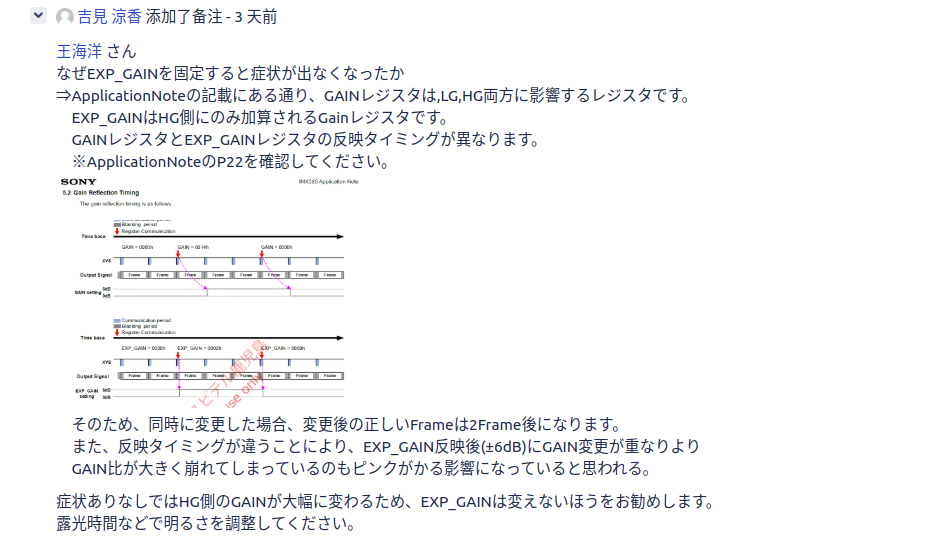 吉見 涼香 添加了备注 - 3 天前
王海洋 さん
なぜEXP_GAINを固定すると症状が出なくなったか
⇒ApplicationNoteの記載にある通り、GAINレジスタは,LG,HG両方に影響するレジスタです。
EXP_GAINはHG側にのみ加算されるGainレジスタです。
GAINレジスタとEXP_GAINレジスタの反映タイミングが異なります。
※ApplicationNoteのP22を確認してください。
SONY IMX585 Application Note
5.2 Gain Reflection Timing
The gain reflection timing is as follows
Communication period
Blanking period
Register Communication
Time base
GAIN = 0000h GAIN = 0014h GAIN = 0000h
XVS
Output Signal Frame Frame Frame Frame Frame Frame Frame Frame
GAIN setting 6dB
0dB
Communication period
Blanking period
Register Communication
Time base
EXP_GAIN = 0000h EXP_GAIN = 0002h EXP_GAIN = 0000h
XVS
Output Signal Frame Frame Frame Frame Frame Frame Frame Frame
EXP_GAIN 6dB
setting 0dB
ピテル鹿児島
use only
そのため、同時に変更した場合、変更後の正しいFrameは2Frame後になります。
また、反映タイミングが違うことにより、EXP_GAIN反映後(±6dB)にGAIN変更が重なりより
GAIN比が大きく崩れてしまっているのもピンクがかる影響になっていると思われる。
症状ありなしではHG側のGAINが大幅に変わるため、EXP_GAINは変えないほうをお勧めします。
露光時間などで明るさを調整してください。